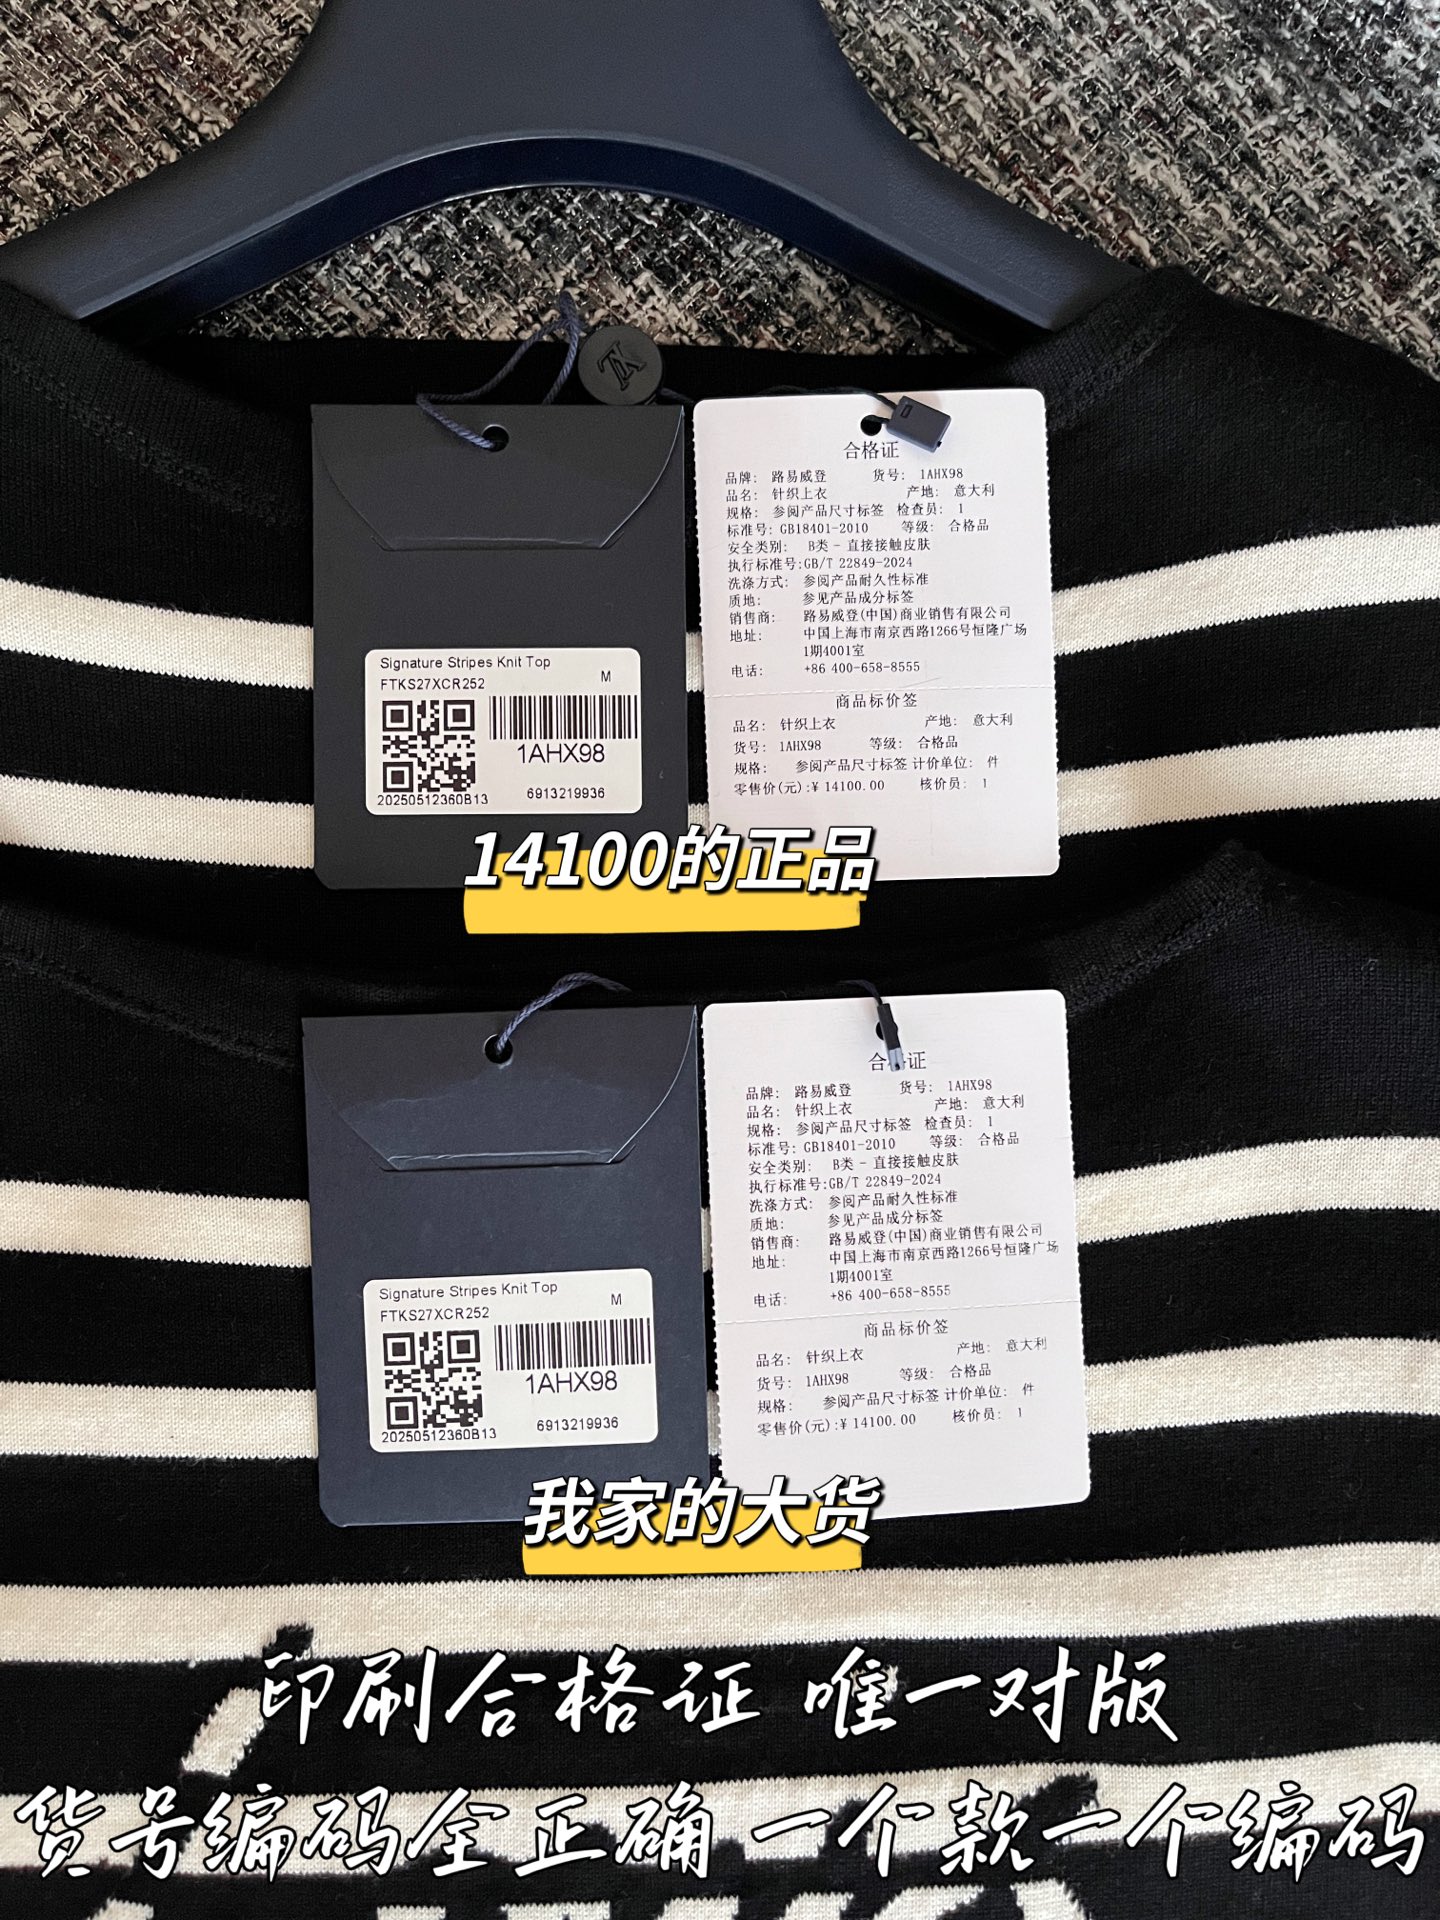 LV
合格证
品牌: 路易威登 货号: 1AHX98
品名: 针织上衣 产地: 意大利
规格: 参阅产品尺寸标签 检查员: 1
标准号: GB18401-2010 等级: 合格品
安全类别: B类 - 直接接触皮肤
执行标准号:GB/T 22849-2024
洗涤方式: 参阅产品耐久性标准
质地: 参见产品成分标签
销售商: 路易威登(中国)商业销售有限公司
地址: 中国上海市南京西路1266号恒隆广场
1期4001室
电话: +86 400-658-8555
商品标价签
品名: 针织上衣 产地: 意大利
货号: 1AHX98 等级: 合格品
规格: 参阅产品尺寸标签 计价单位: 件
零售价(元):¥ 14100.00 核价员: 1
Signature Stripes Knit Top
FTKS27XCR252 M
1AHX98
20250512360B13 6913219936
14100的正品
合 证
品牌: 路易威登 货号: 1AHX98
品名: 针织上衣 产地: 意大利
规格: 参阅产品尺寸标签 检查员: 1
标准号: GB18401-2010 等级: 合格品
安全类别: B类 - 直接接触皮肤
执行标准号:GB/T 22849-2024
洗涤方式: 参阅产品耐久性标准
质地: 参见产品成分标签
销售商: 路易威登(中国)商业销售有限公司
地址: 中国上海市南京西路1266号恒隆广场
1期4001室
电话: +86 400-658-8555
商品标价签
品名: 针织上衣 产地: 意大利
货号: 1AHX98 等级: 合格品
规格: 参阅产品尺寸标签 计价单位: 件
零售价(元):¥ 14100.00 核价员: 1
Signature Stripes Knit Top
FTKS27XCR252 M
1AHX98
20250512360B13 6913219936
我家的大货
印刷合格证 唯一对版
货号编码全正确 一个款一个编码